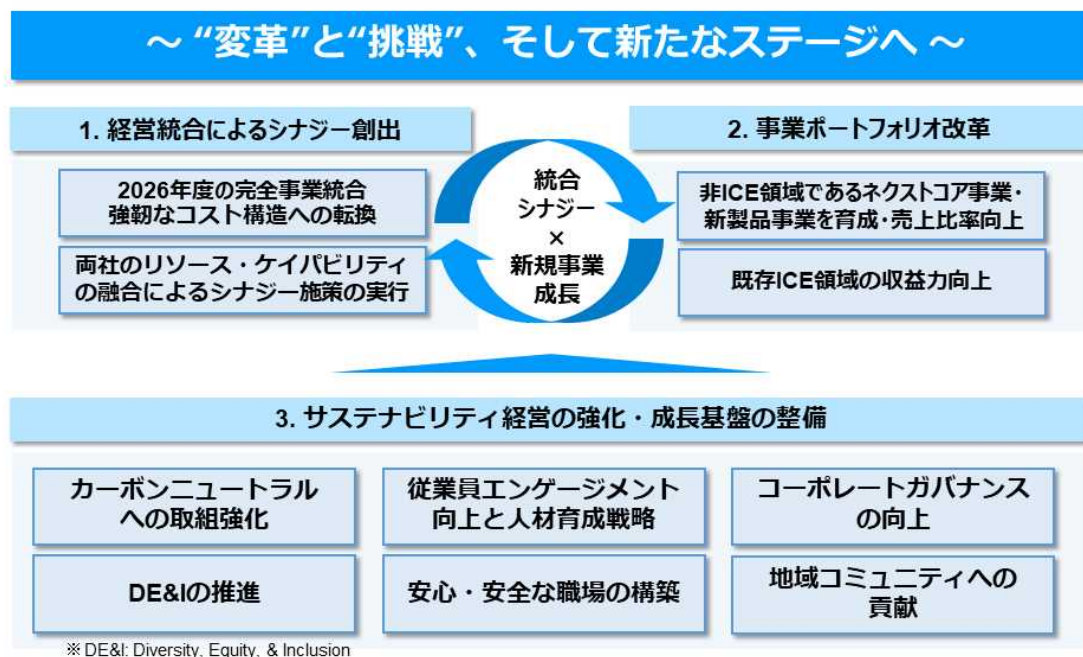 ～ “変革”と“挑戦”、そして新たなステージへ ～
1. 経営統合によるシナジー創出
2026年度の完全事業統合
強靭なコスト構造への転換
両社のリソース・ケイパビリティ
の融合によるシナジー施策の実行
統合
シナジー
×
新規事業
成長
2. 事業ポートフォリオ改革
非ICE領域であるネクストコア事業・
新製品事業を育成・売上比率向上
既存ICE領域の収益力向上
3. サステナビリティ経営の強化・成長基盤の整備
カーボンニュートラル
への取組強化
従業員エンゲージメント
向上と人材育成戦略
コーポレートガバナンス
の向上
DE&Iの推進
安心・安全な職場の構築
地域コミュニティへの
貢献
※ DE&I: Diversity, Equity, & Inclusion